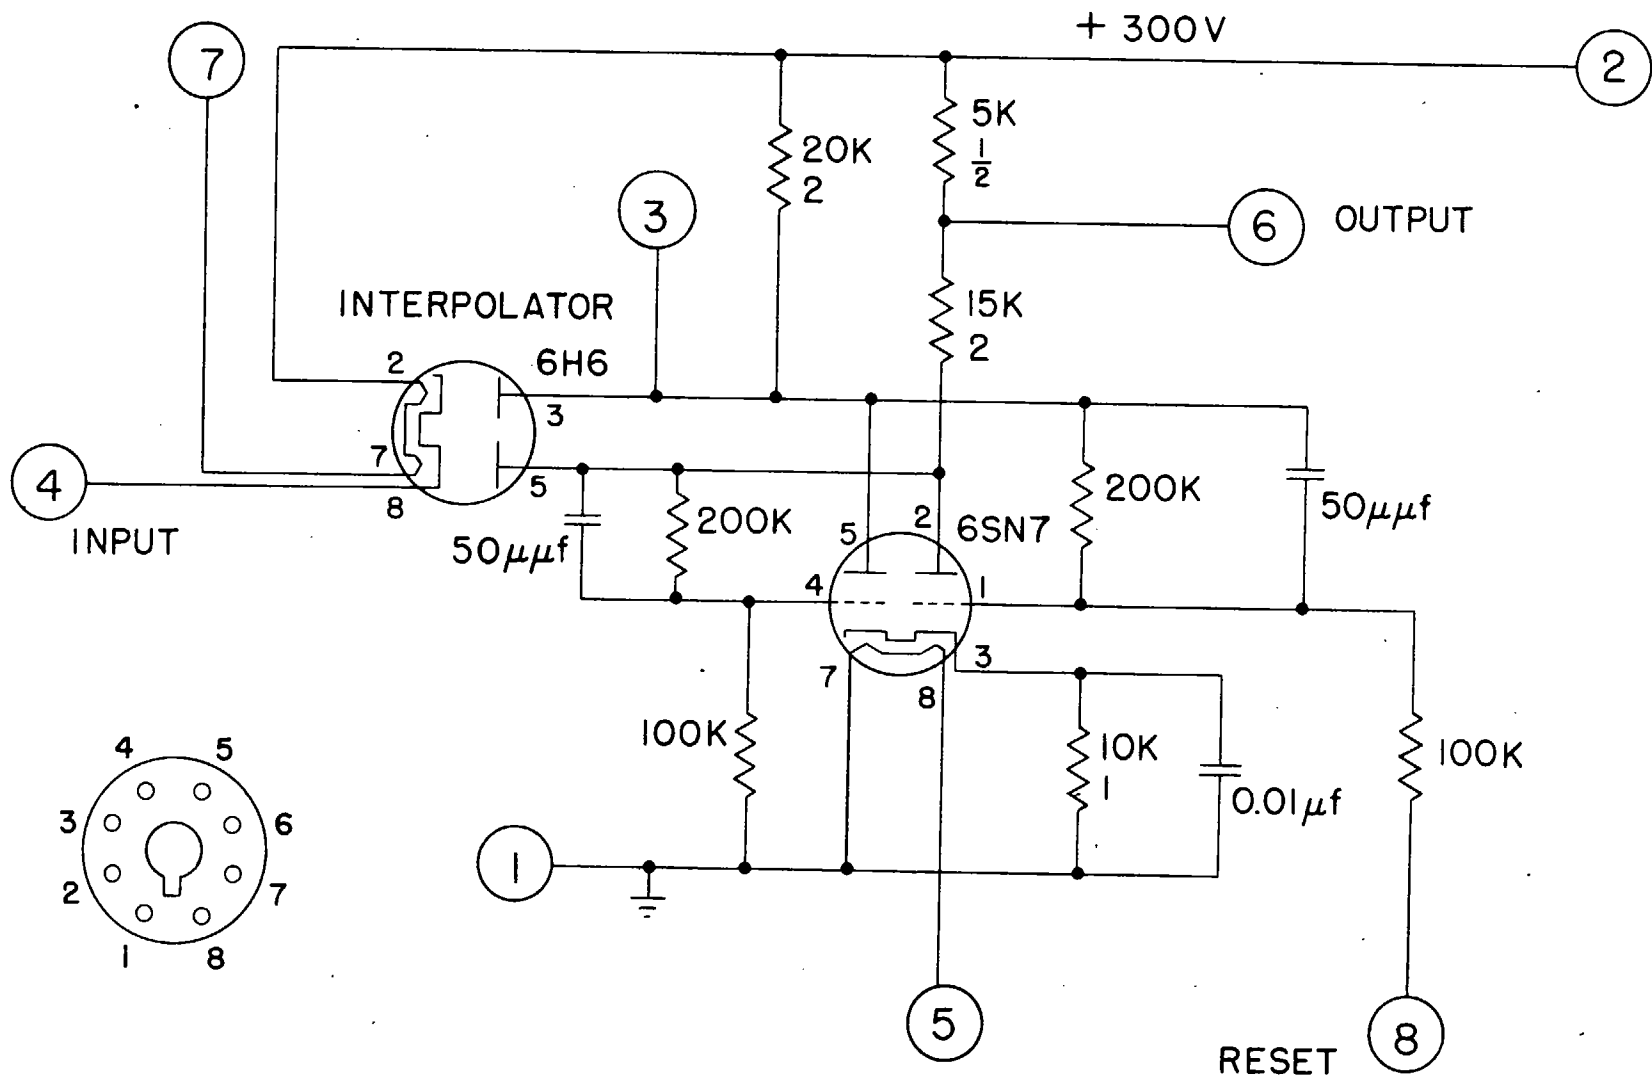 + 300V
7
2
5K
1/2
20K
2
3
6
OUTPUT
15K
2
INTERPOLATOR
6H6
2
3
7
4
8
5
INPUT
50μμf
200K
5
2
6SN7
200K
50μμf
4
1
7
8
3
100K
10K
1
0.01μf
100K
4
5
3
6
2
7
1
8
1
5
RESET
8